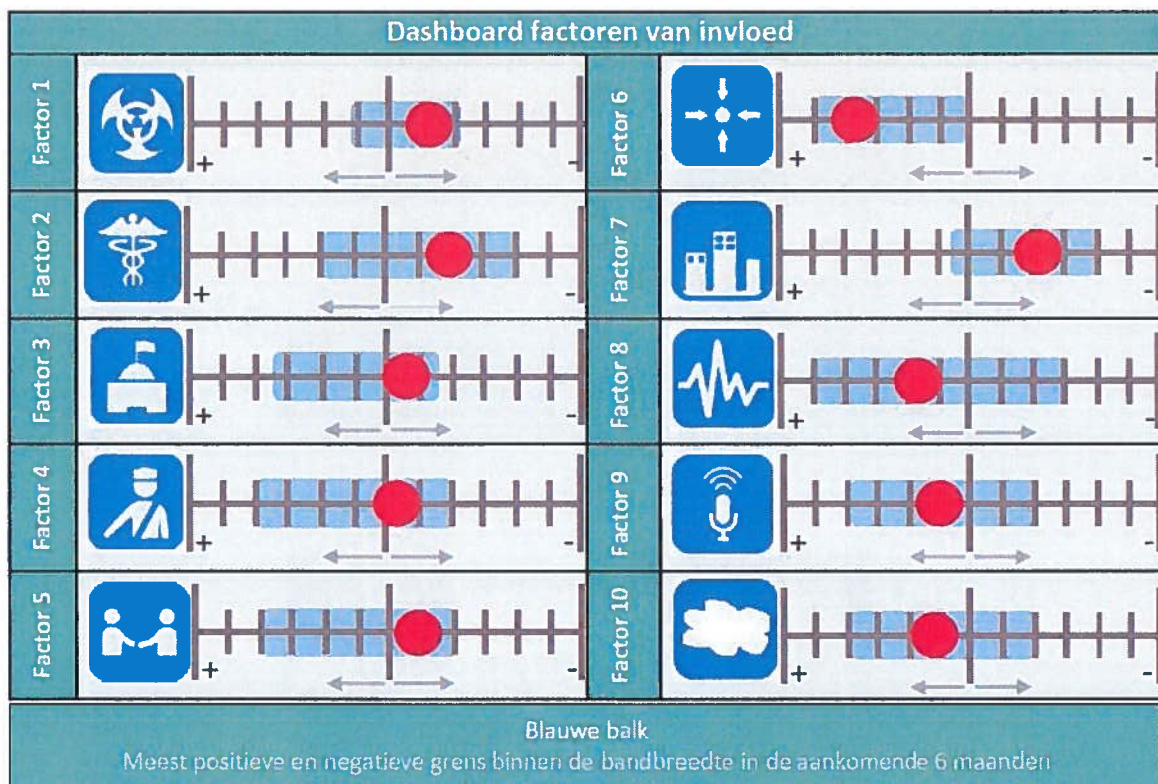 Dashboard factoren van invloed
Factor 1
+ -
Factor 6
+ -
Factor 2
+ -
Factor 7
+ -
Factor 3
+ -
Factor 8
+ -
Factor 4
+ -
Factor 9
+ -
Factor 5
+ -
Factor 10
+ -
Blauwe balk
Meest positieve en negatieve grens binnen de bandbreedte in de aankomende 6 maanden